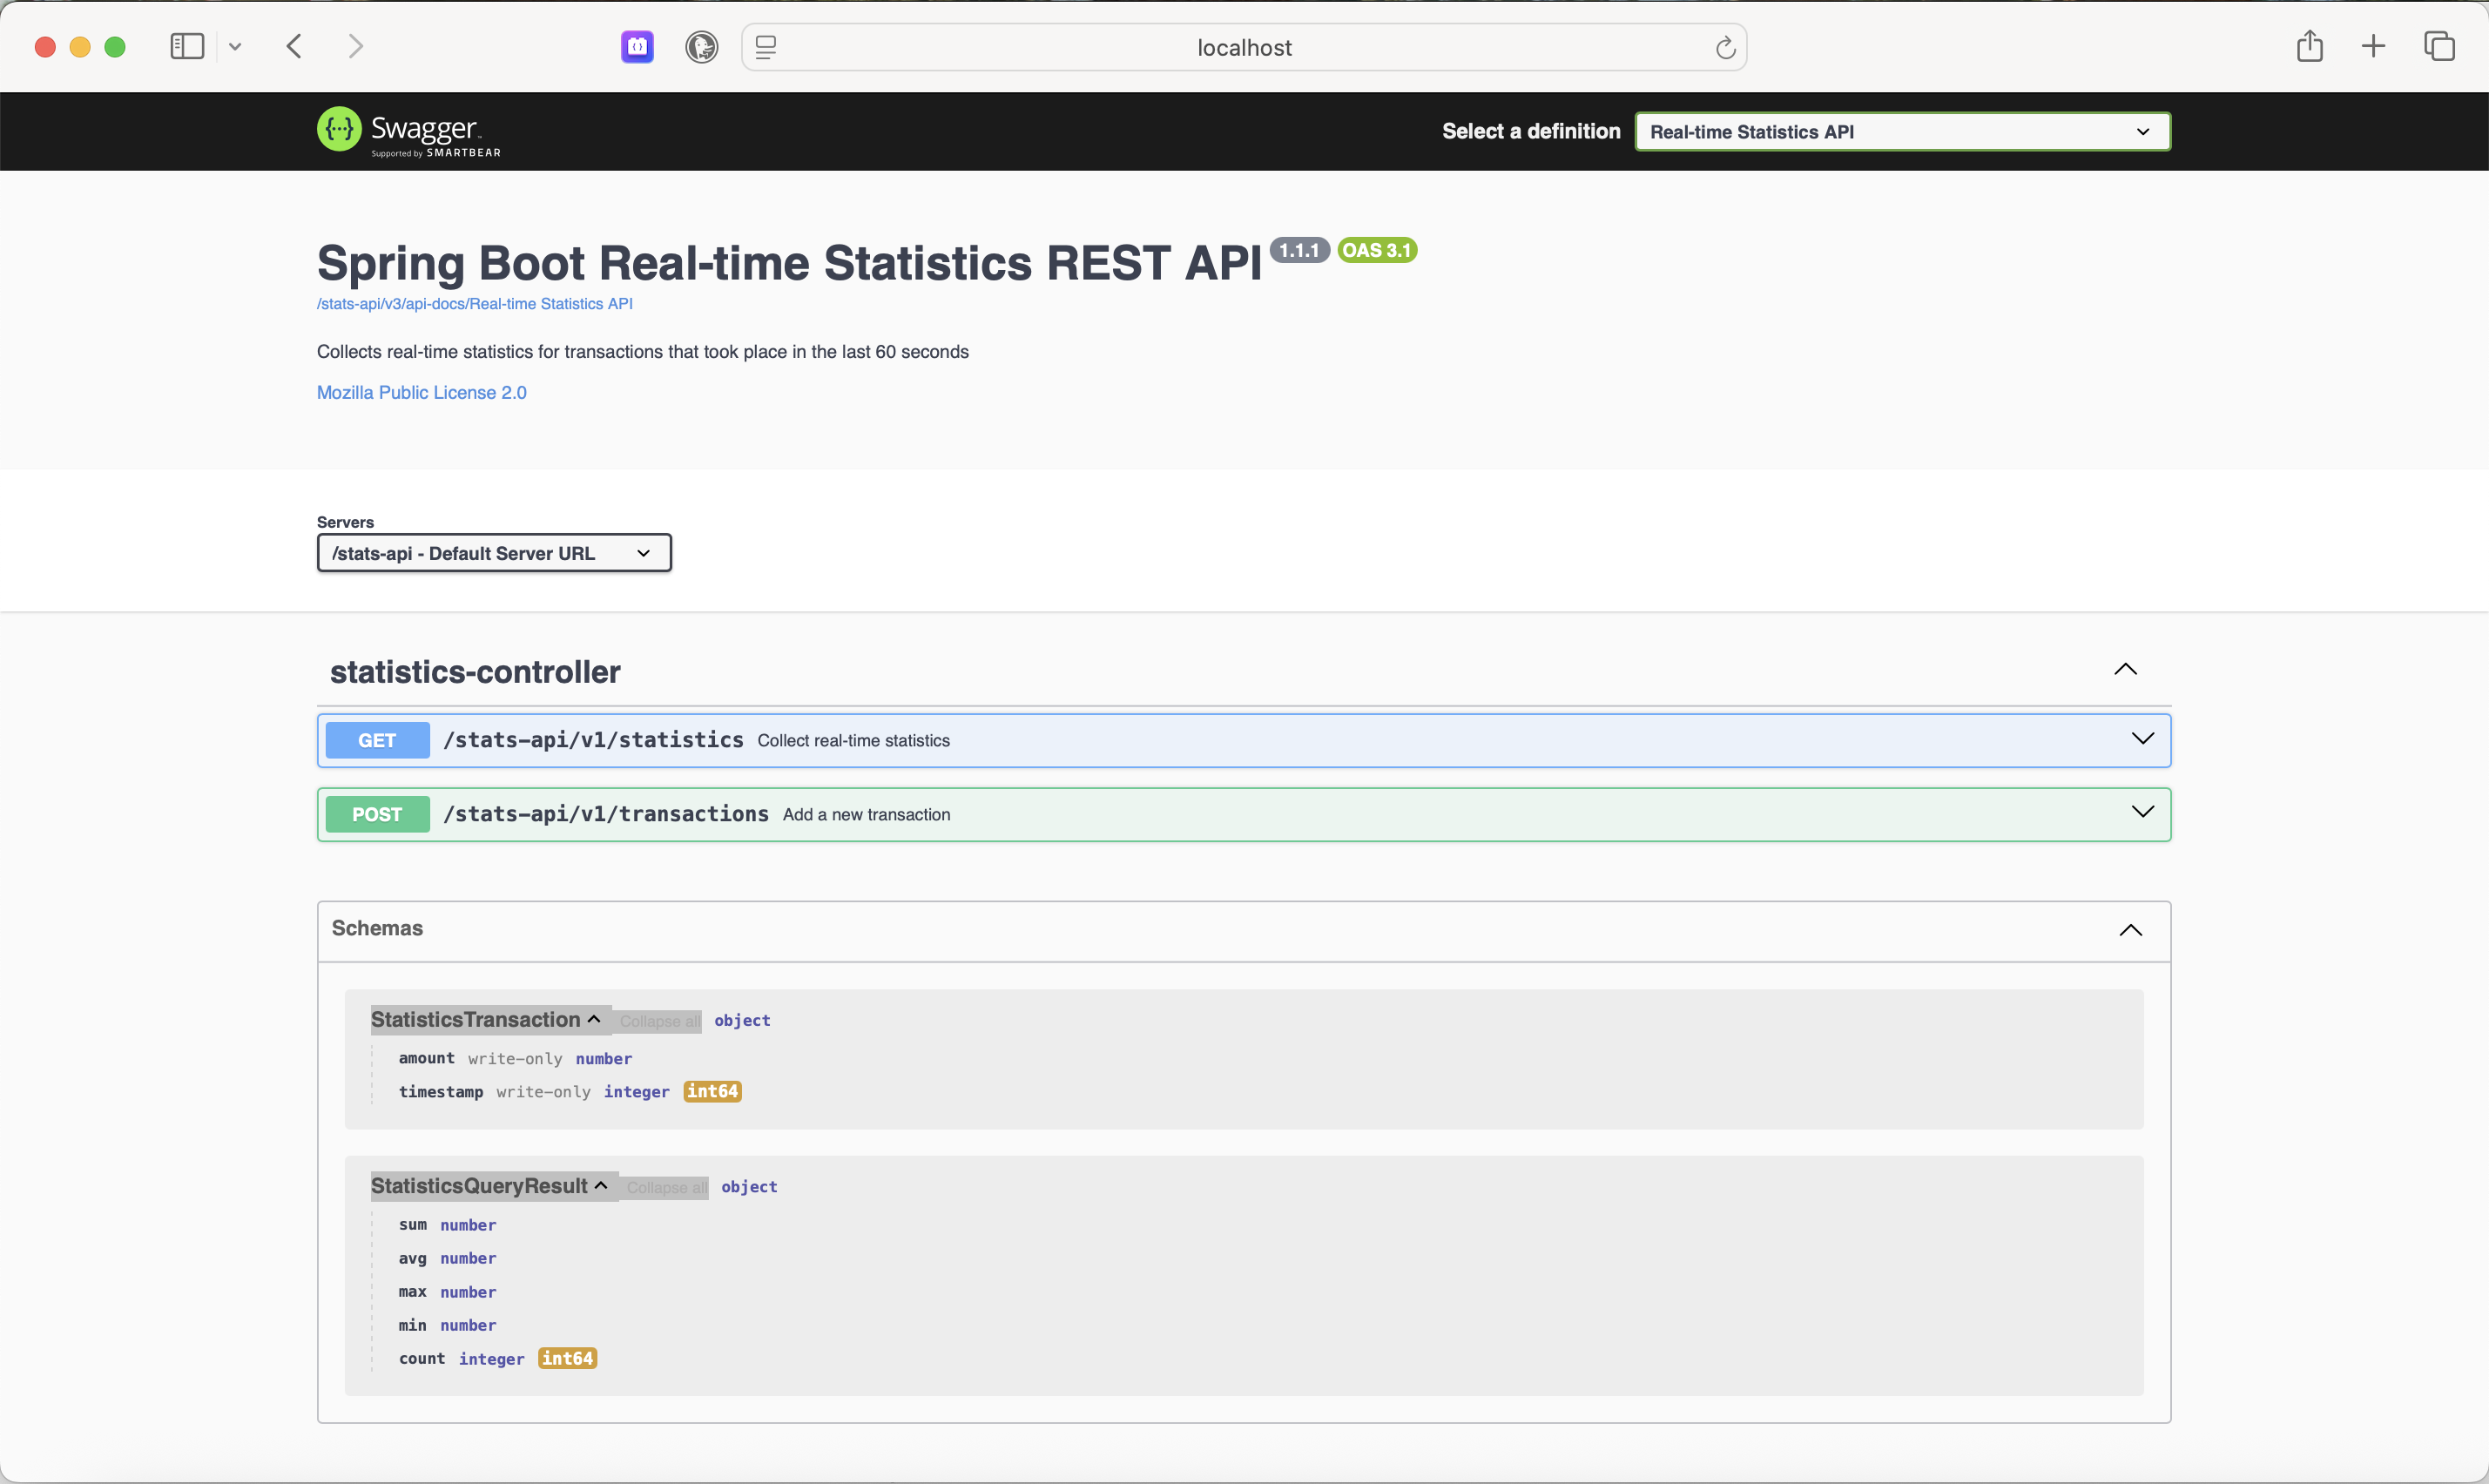 localhost
Swagger
Supported by SMARTBEAR
Select a definition
Real-time Statistics API
Spring Boot Real-time Statistics REST API 1.1.1 OAS 3.1
/stats-api/v3/api-docs/Real-time Statistics API
Collects real-time statistics for transactions that took place in the last 60 seconds
Mozilla Public License 2.0
Servers
/stats-api - Default Server URL
statistics-controller
GET /stats-api/v1/statistics Collect real-time statistics
POST /stats-api/v1/transactions Add a new transaction
Schemas
StatisticsTransaction Collapse all object
amount write-only number
timestamp write-only integer int64
StatisticsQueryResult Collapse all object
sum number
avg number
max number
min number
count integer int64